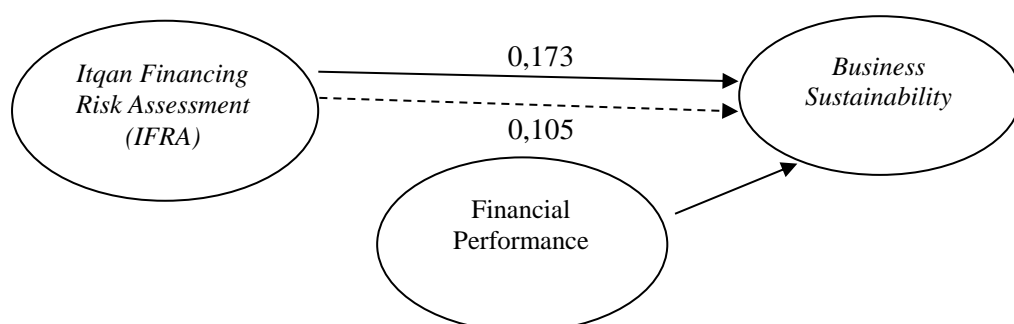 Itqan Financing
Risk Assessment
(IFRA)
0,173
0,105
Business
Sustainability
Financial
Performance